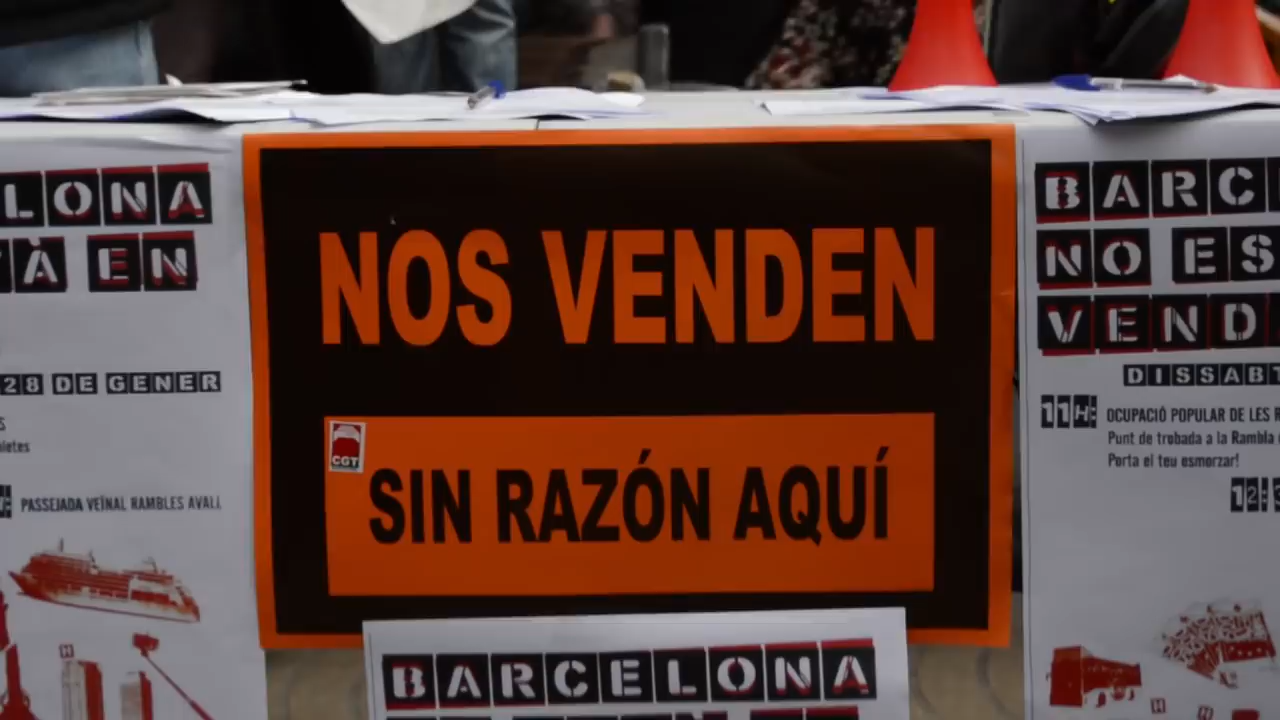 LONA
À EN
28 DE GENER
PASSEJADA VEÏNAL RAMBLES AVALL
NOS VENDEN
CGT
SIN RAZÓN AQUÍ
BARCELONA
BARC
NO ES
VEND
DISSABT
11H:
OCUPACIÓ POPULAR DE LES R
Punt de trobada a la Rambla
Porta el teu esmorzar!
12: